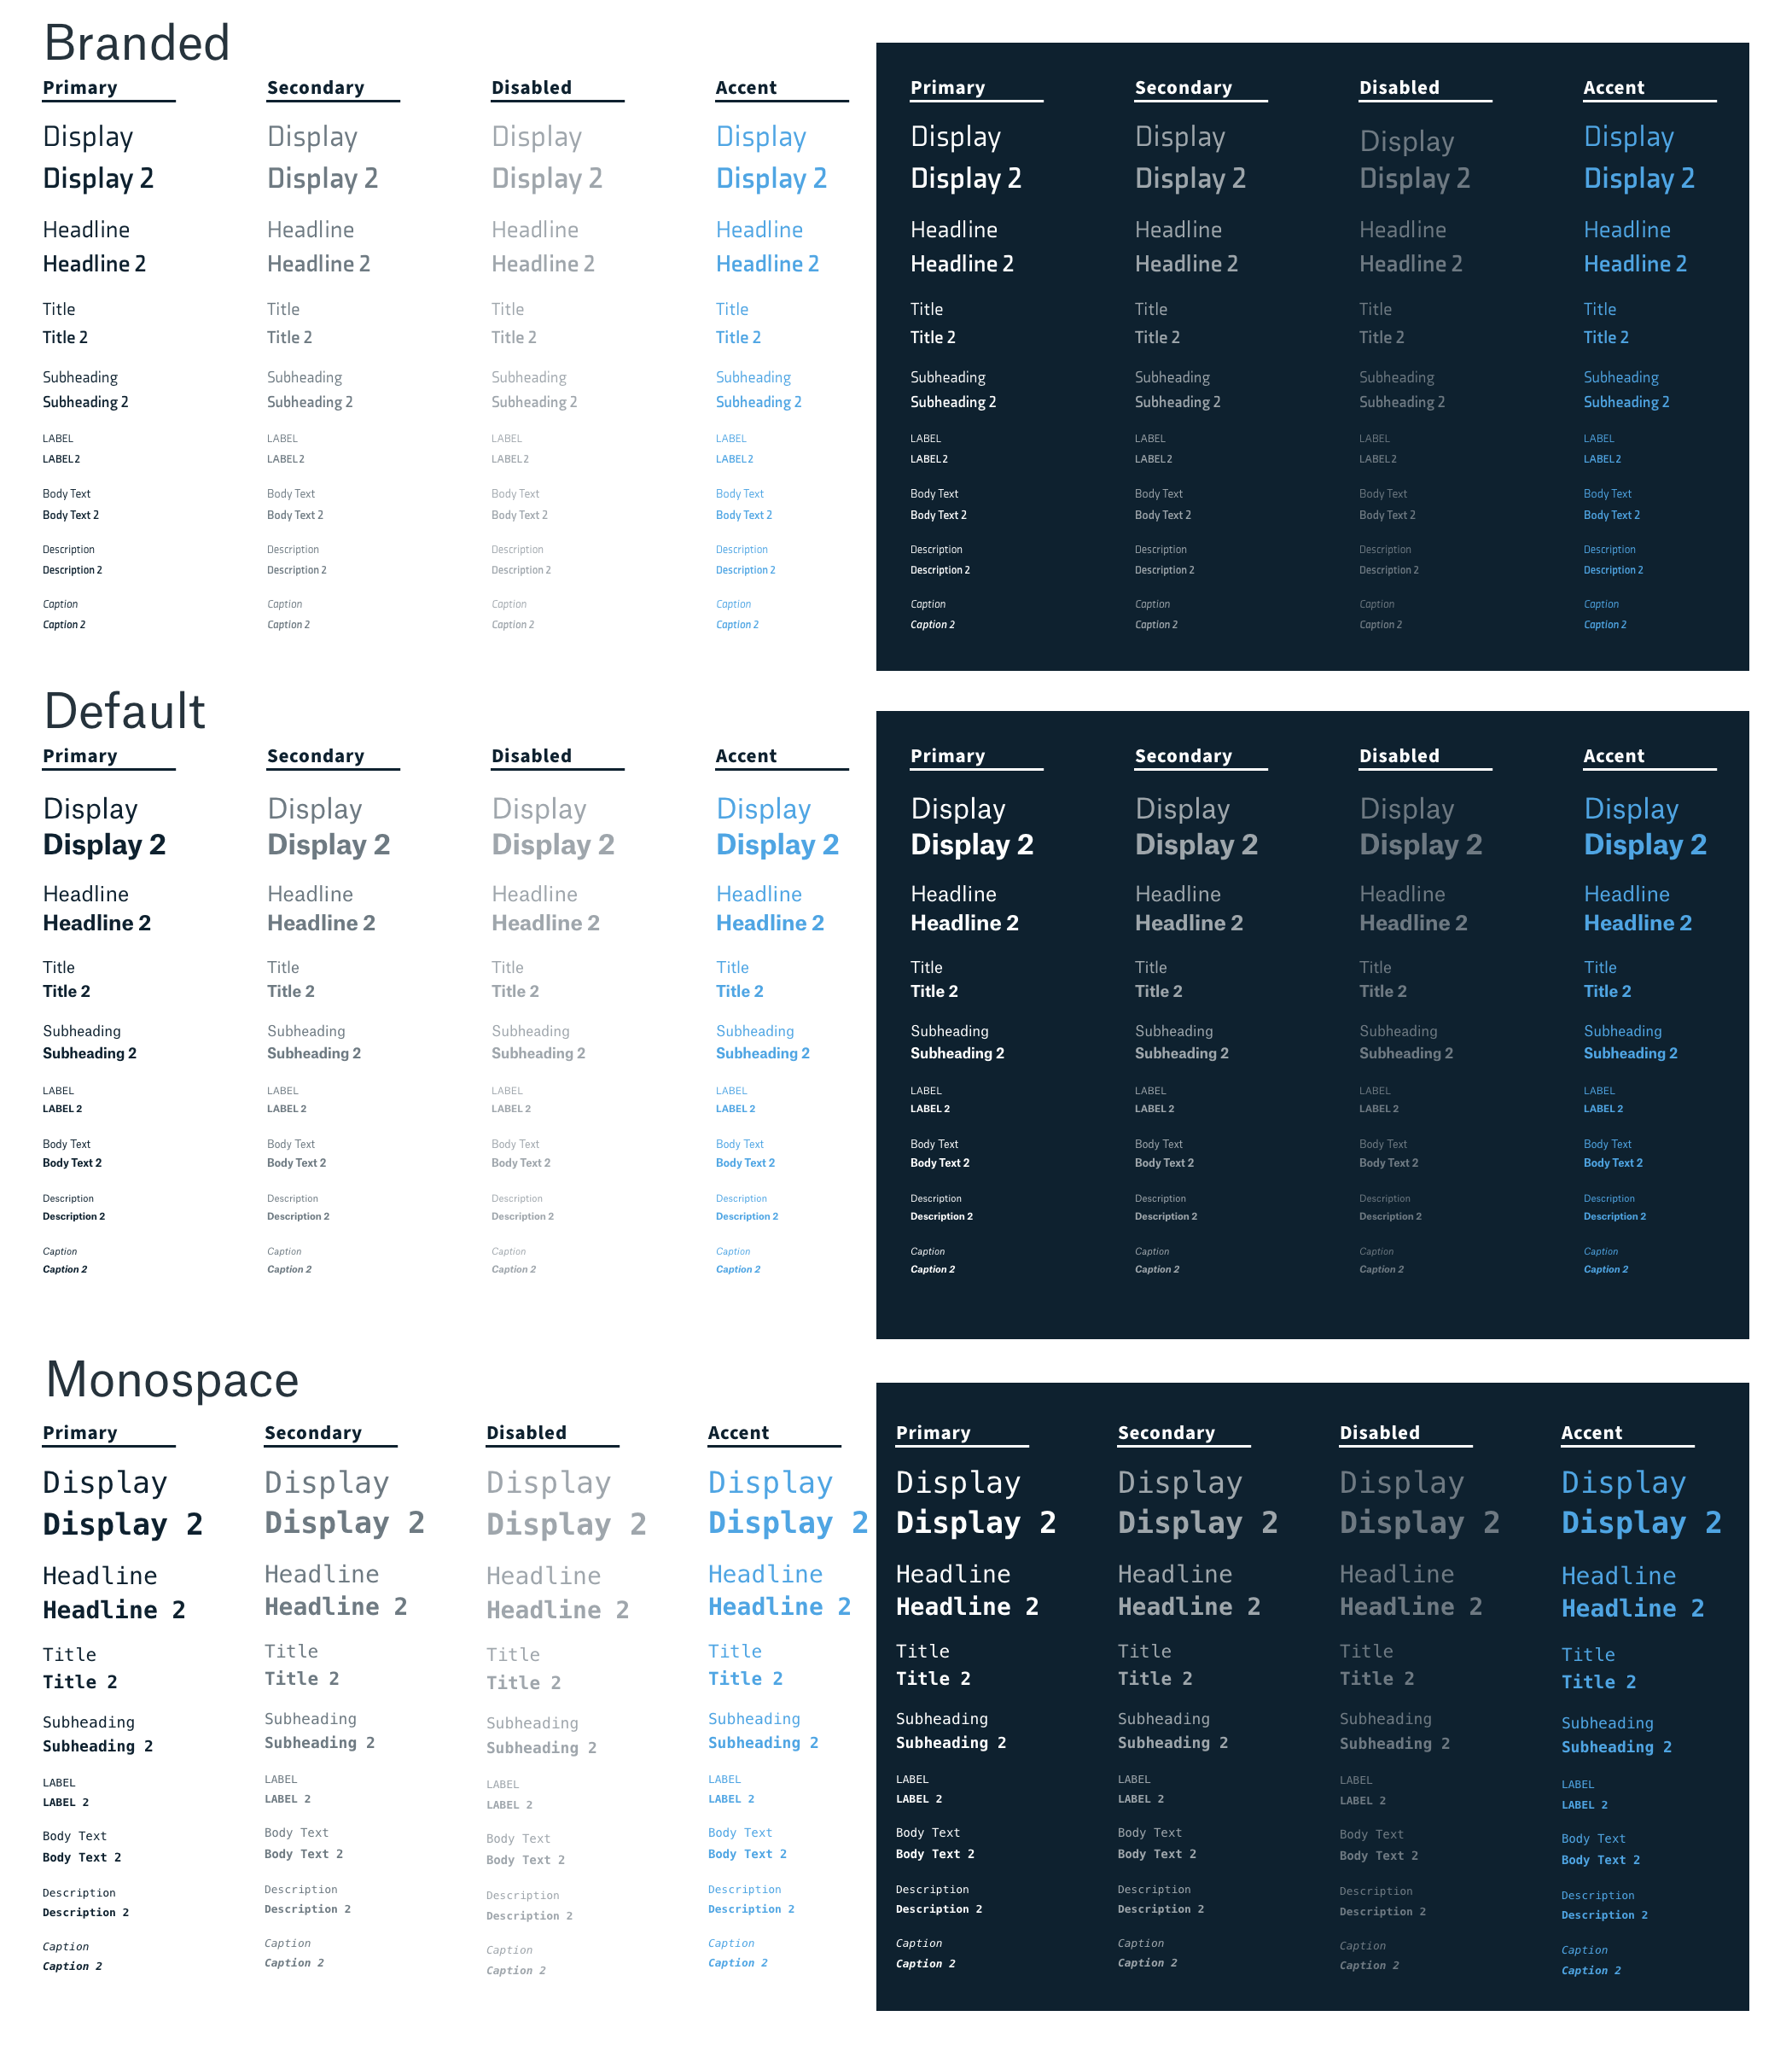 Branded
Primary Secondary Disabled Accent Primary Secondary Disabled Accent
Display Display Display Display Display Display Display Display
Display 2 Display 2 Display 2 Display 2 Display 2 Display 2 Display 2 Display 2
Headline Headline Headline Headline Headline Headline Headline Headline
Headline 2 Headline 2 Headline 2 Headline 2 Headline 2 Headline 2 Headline 2 Headline 2
Title Title Title Title Title Title Title Title
Title 2 Title 2 Title 2 Title 2 Title 2 Title 2 Title 2 Title 2
Subheading Subheading Subheading Subheading Subheading Subheading Subheading Subheading
Subheading 2 Subheading 2 Subheading 2 Subheading 2 Subheading 2 Subheading 2 Subheading 2 Subheading 2
LABEL LABEL LABEL LABEL LABEL LABEL LABEL LABEL
LABEL 2 LABEL 2 LABEL 2 LABEL 2 LABEL 2 LABEL 2 LABEL 2 LABEL 2
Body Text Body Text Body Text Body Text Body Text Body Text Body Text Body Text
Body Text 2 Body Text 2 Body Text 2 Body Text 2 Body Text 2 Body Text 2 Body Text 2 Body Text 2
Description Description Description Description Description Description Description Description
Description 2 Description 2 Description 2 Description 2 Description 2 Description 2 Description 2 Description 2
Caption Caption Caption Caption Caption Caption Caption Caption
Caption 2 Caption 2 Caption 2 Caption 2 Caption 2 Caption 2 Caption 2 Caption 2
Default
Primary Secondary Disabled Accent Primary Secondary Disabled Accent
Display Display Display Display Display Display Display Display
Display 2 Display 2 Display 2 Display 2 Display 2 Display 2 Display 2 Display 2
Headline Headline Headline Headline Headline Headline Headline Headline
Headline 2 Headline 2 Headline 2 Headline 2 Headline 2 Headline 2 Headline 2 Headline 2
Title Title Title Title Title Title Title Title
Title 2 Title 2 Title 2 Title 2 Title 2 Title 2 Title 2 Title 2
Subheading Subheading Subheading Subheading Subheading Subheading Subheading Subheading
Subheading 2 Subheading 2 Subheading 2 Subheading 2 Subheading 2 Subheading 2 Subheading 2 Subheading 2
LABEL LABEL LABEL LABEL LABEL LABEL LABEL LABEL
LABEL 2 LABEL 2 LABEL 2 LABEL 2 LABEL 2 LABEL 2 LABEL 2 LABEL 2
Body Text Body Text Body Text Body Text Body Text Body Text Body Text Body Text
Body Text 2 Body Text 2 Body Text 2 Body Text 2 Body Text 2 Body Text 2 Body Text 2 Body Text 2
Description Description Description Description Description Description Description Description
Description 2 Description 2 Description 2 Description 2 Description 2 Description 2 Description 2 Description 2
Caption Caption Caption Caption Caption Caption Caption Caption
Caption 2 Caption 2 Caption 2 Caption 2 Caption 2 Caption 2 Caption 2 Caption 2
Monospace
Primary Secondary Disabled Accent Primary Secondary Disabled Accent
Display Display Display Display Display Display Display Display
Display 2 Display 2 Display 2 Display 2 Display 2 Display 2 Display 2 Display 2
Headline Headline Headline Headline Headline Headline Headline Headline
Headline 2 Headline 2 Headline 2 Headline 2 Headline 2 Headline 2 Headline 2 Headline 2
Title Title Title Title Title Title Title Title
Title 2 Title 2 Title 2 Title 2 Title 2 Title 2 Title 2 Title 2
Subheading Subheading Subheading Subheading Subheading Subheading Subheading Subheading
Subheading 2 Subheading 2 Subheading 2 Subheading 2 Subheading 2 Subheading 2 Subheading 2 Subheading 2
LABEL LABEL LABEL LABEL LABEL LABEL LABEL LABEL
LABEL 2 LABEL 2 LABEL 2 LABEL 2 LABEL 2 LABEL 2 LABEL 2 LABEL 2
Body Text Body Text Body Text Body Text Body Text Body Text Body Text Body Text
Body Text 2 Body Text 2 Body Text 2 Body Text 2 Body Text 2 Body Text 2 Body Text 2 Body Text 2
Description Description Description Description Description Description Description Description
Description 2 Description 2 Description 2 Description 2 Description 2 Description 2 Description 2 Description 2
Caption Caption Caption Caption Caption Caption Caption Caption
Caption 2 Caption 2 Caption 2 Caption 2 Caption 2 Caption 2 Caption 2 Caption 2